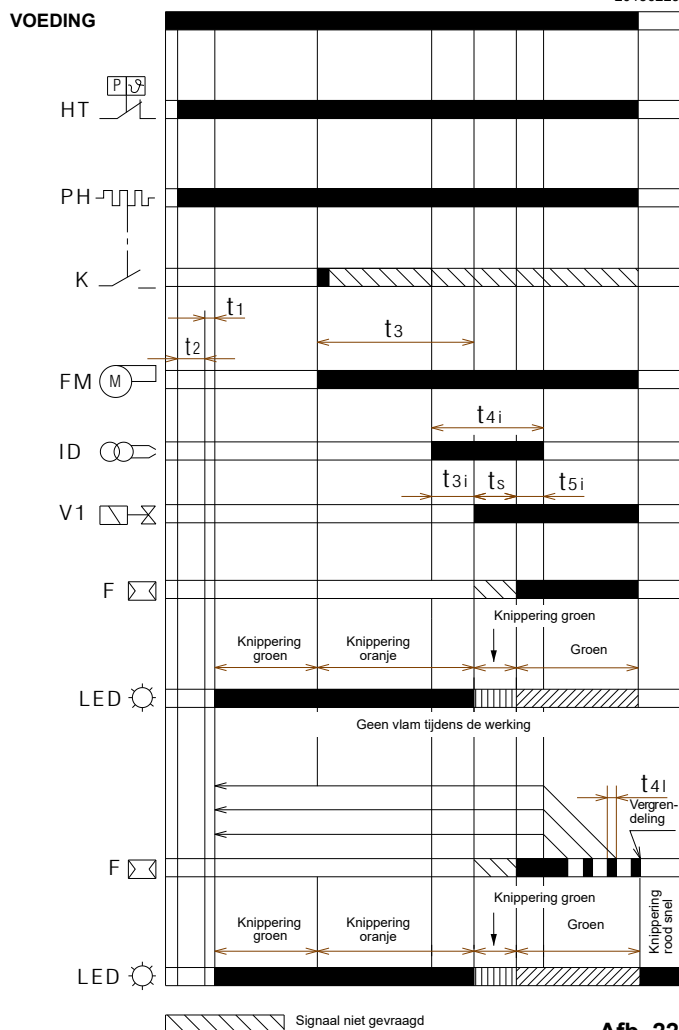 VOEDING
P ϑ
HT
PH
K
t1
t2
t3
FM M
t4i
ID
t3i ts t5i
V1
F
Knippering groen
Knippering
groen
Knippering
oranje
Groen
LED
Geen vlam tijdens de werking
t4l
Vergren-
deling
F
Knippering groen
Knippering
groen
Knippering
oranje
Groen
Knippering
rood snel
LED
Signaal niet gevraagd